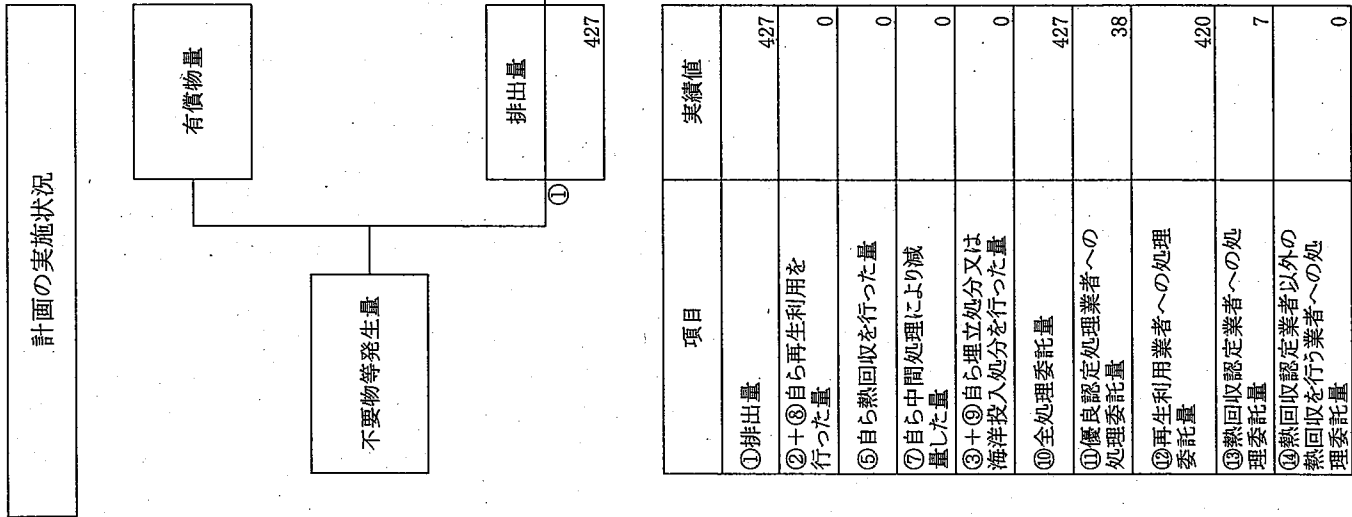 計画の実施状況
不要物等発生量
有償物量
①
排出量
427
項目
実績値
①排出量
427
②+⑧自ら再生利用を
行った量
0
⑤自ら熱回収を行った量
0
⑦自ら中間処理により減
量した量
0
③+⑨自ら埋立処分又は
海洋投入処分を行った量
0
⑩全処理委託量
427
⑪優良認定処理業者への
処理委託量
38
⑫再生利用業者への処理
委託量
420
⑬熱回収認定業者への処
理委託量
7
⑭熱回収認定業者以外の
熱回収を行う業者への処
理委託量
0